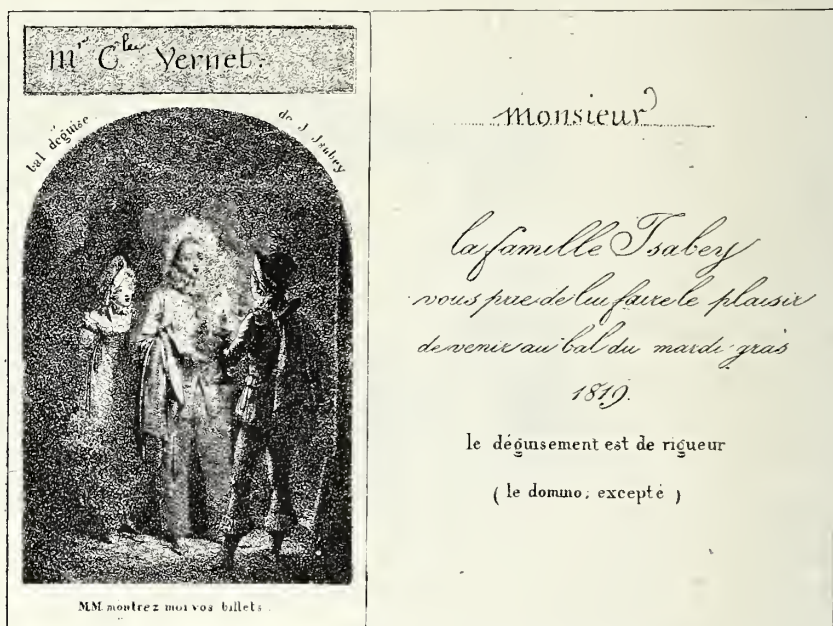 Mr Cles Vernet.
bal déguisé
de J. Isabey
MM montrez moi vos billets.
Monsieur
la famille Isabey
vous prie de lui faire le plaisir
de venir au bal du mardi-gras
1819.
le déguisement est de rigueur
( le domino, excepté )